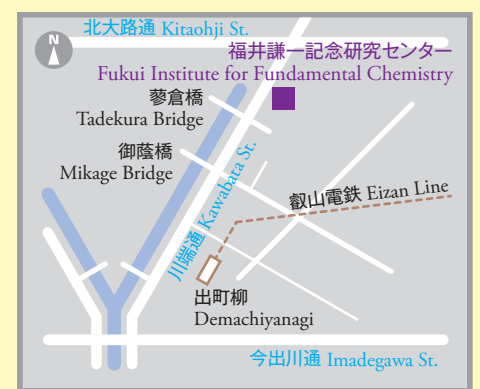 北大路通 Kitaohji St.
N
福井謙一記念研究センター
Fukui Institute for Fundamental Chemistry
蓼倉橋
Tadekura Bridge
御蔭橋
Mikage Bridge
川端通 Kawabata St.
叡山電鉄 Eizan Line
出町柳
Demachiyanagi
今出川通 Imadegawa St.